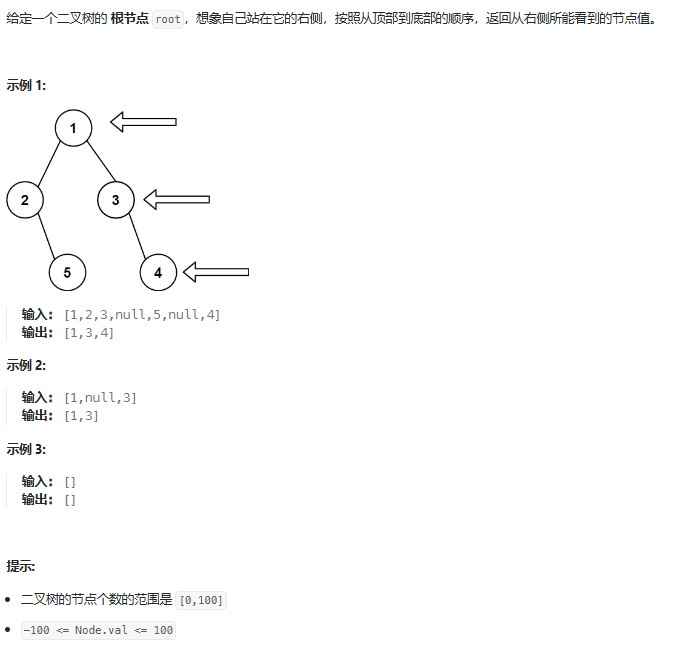 给定一个二叉树的 根节点 root，想象自己站在它的右侧，按照从顶部到底部的顺序，返回从右侧所能看到的节点值。
示例 1:
1
2
3
5
4
输入： [1,2,3,null,5,null,4]
输出： [1,3,4]
示例 2:
输入： [1,null,3]
输出： [1,3]
示例 3:
输入： []
输出： []
提示:
• 二叉树的节点个数的范围是 [0,100]
• -100 <= Node.val <= 100